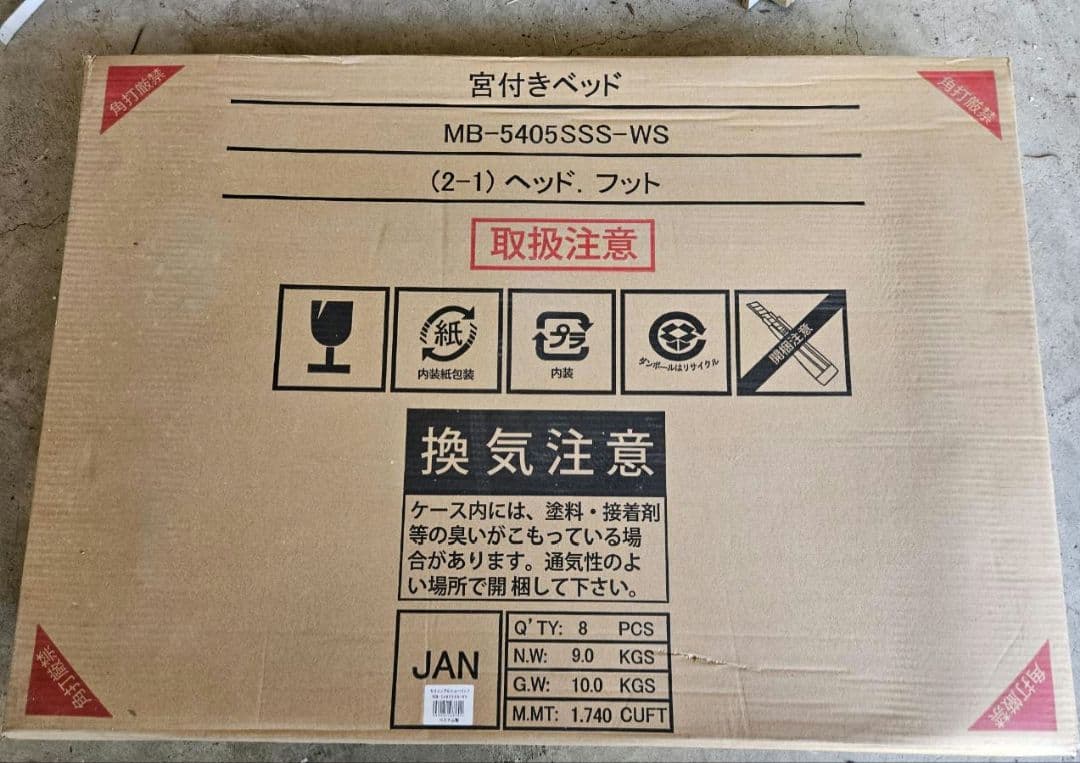 角打厳禁
角打厳禁
宮付きベッド
MB-5405SSS-WS
(2-1) ヘッド．フット
取扱注意
紙
内装紙包装
プラ
内装
ダンボールはリサイクル
開梱注意
換気注意
ケース内には、塗料・接着剤
等の臭いがこもっている場
合があります。通気性のよ
い場所で開梱して下さい。
JAN
Q'TY: 8 PCS
N.W: 9.0 KGS
G.W: 10.0 KGS
M.MT: 1.740 CUFT
角打厳禁
角打厳禁